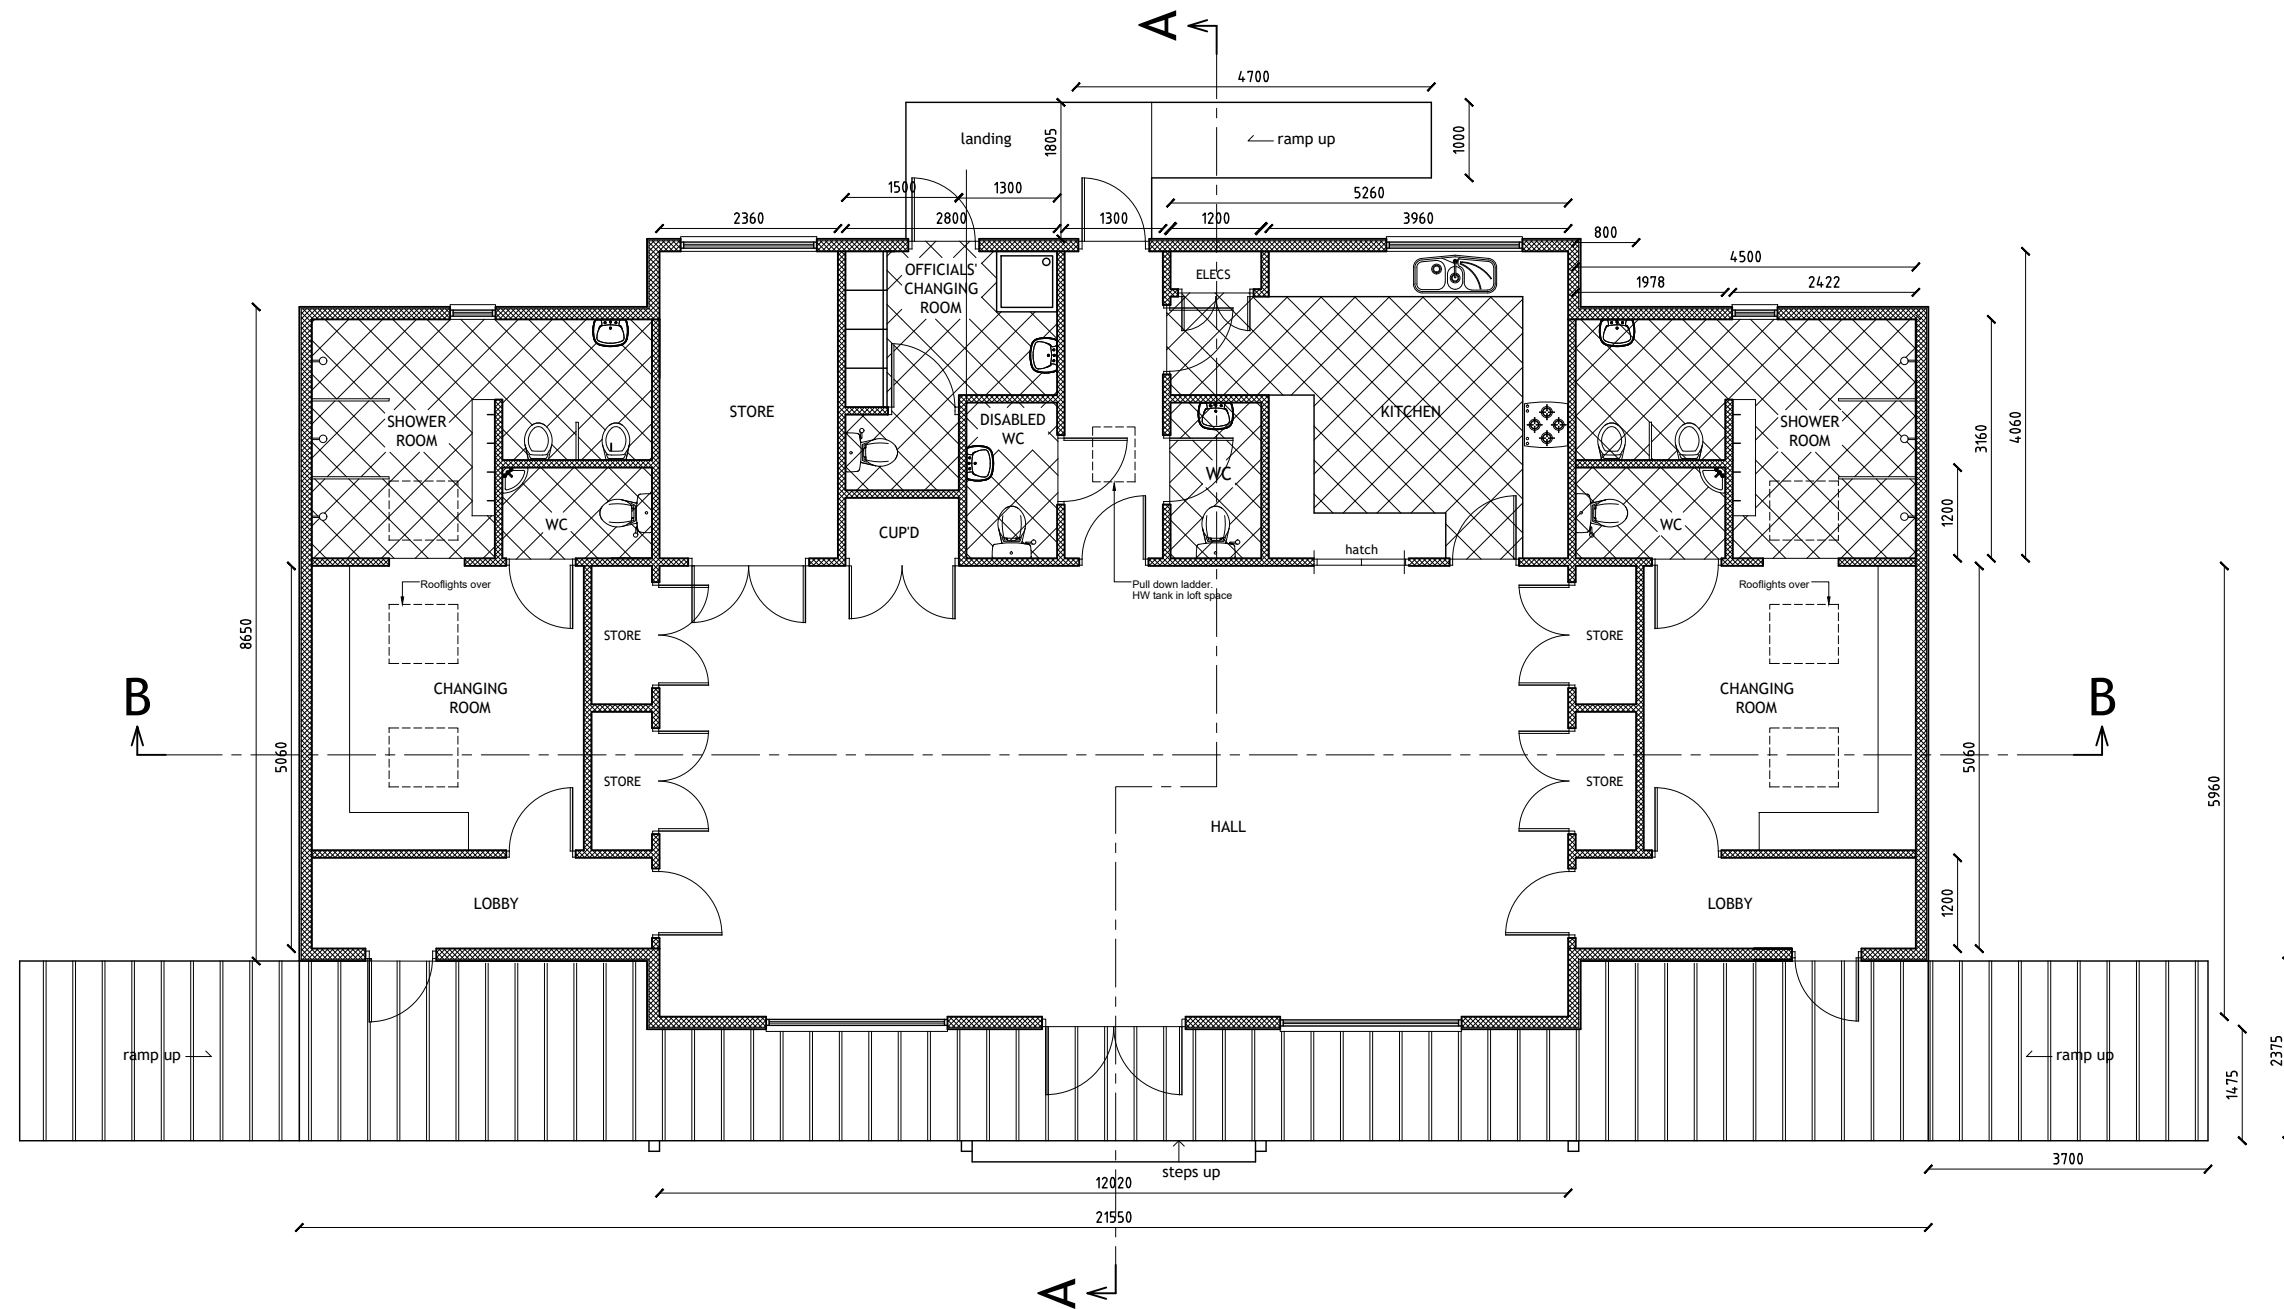 A
4700
landing
1805
ramp up
1000
1500
1300
5260
2360
2800
1300
1200
3960
800
4500
1978
2422
OFFICIALS'
CHANGING
ROOM
ELECS
STORE
KITCHEN
DISABLED
WC
SHOWER
ROOM
SHOWER
ROOM
3160
4060
WC
WC
WC
1200
CUP'D
hatch
Rooflights over
Pull down ladder.
HW tank in loft space
Rooflights over
8650
STORE
STORE
CHANGING
ROOM
CHANGING
ROOM
B
B
5060
5060
STORE
STORE
5960
HALL
LOBBY
LOBBY
1200
ramp up
ramp up
1475
2375
steps up
3700
12020
21550
A